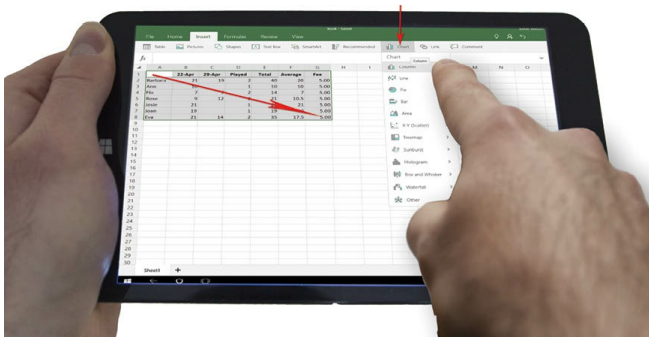 Book - Saved
File Home Insert Formulas Review View
Table Pictures Shapes Text Box SmartArt Recommended Chart Link Comment
fx Chart
Column
A B C D E F G H I M N
Column
1 22-Apr 29-Apr Played Total Average Fee
2 Barbara 21 19 2 40 20 5.00
Line
3 Ann 10 1 10 10 5.00
Pie
4 Flo 7 7 2 14 7 5.00
5 Rose 9 12 21 10.5 5.00
Bar
6 Josie 21 1 21 5.00
7 Joan 19 1 19 5.00
Area
8 Eva 21 14 2 35 17.5 5.00
9
X Y (Scatter)
10
11
Treemap
12
13
Sunburst
14
15
Histogram
16
17
Box and Whisker
18
19
Waterfall
20
21
Other
22
23
24
25
26
27
28
29
30
Sheet1 +